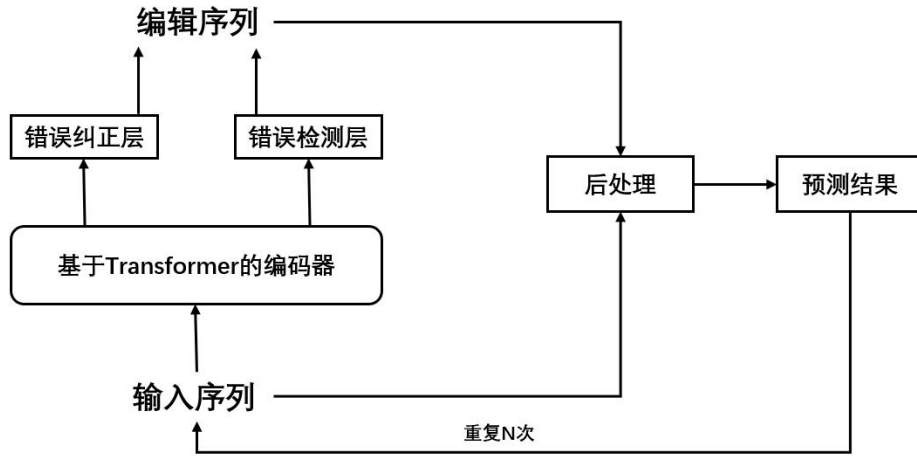 编辑序列
错误纠正层
错误检测层
后处理
预测结果
基于Transformer的编码器
输入序列
重复N次